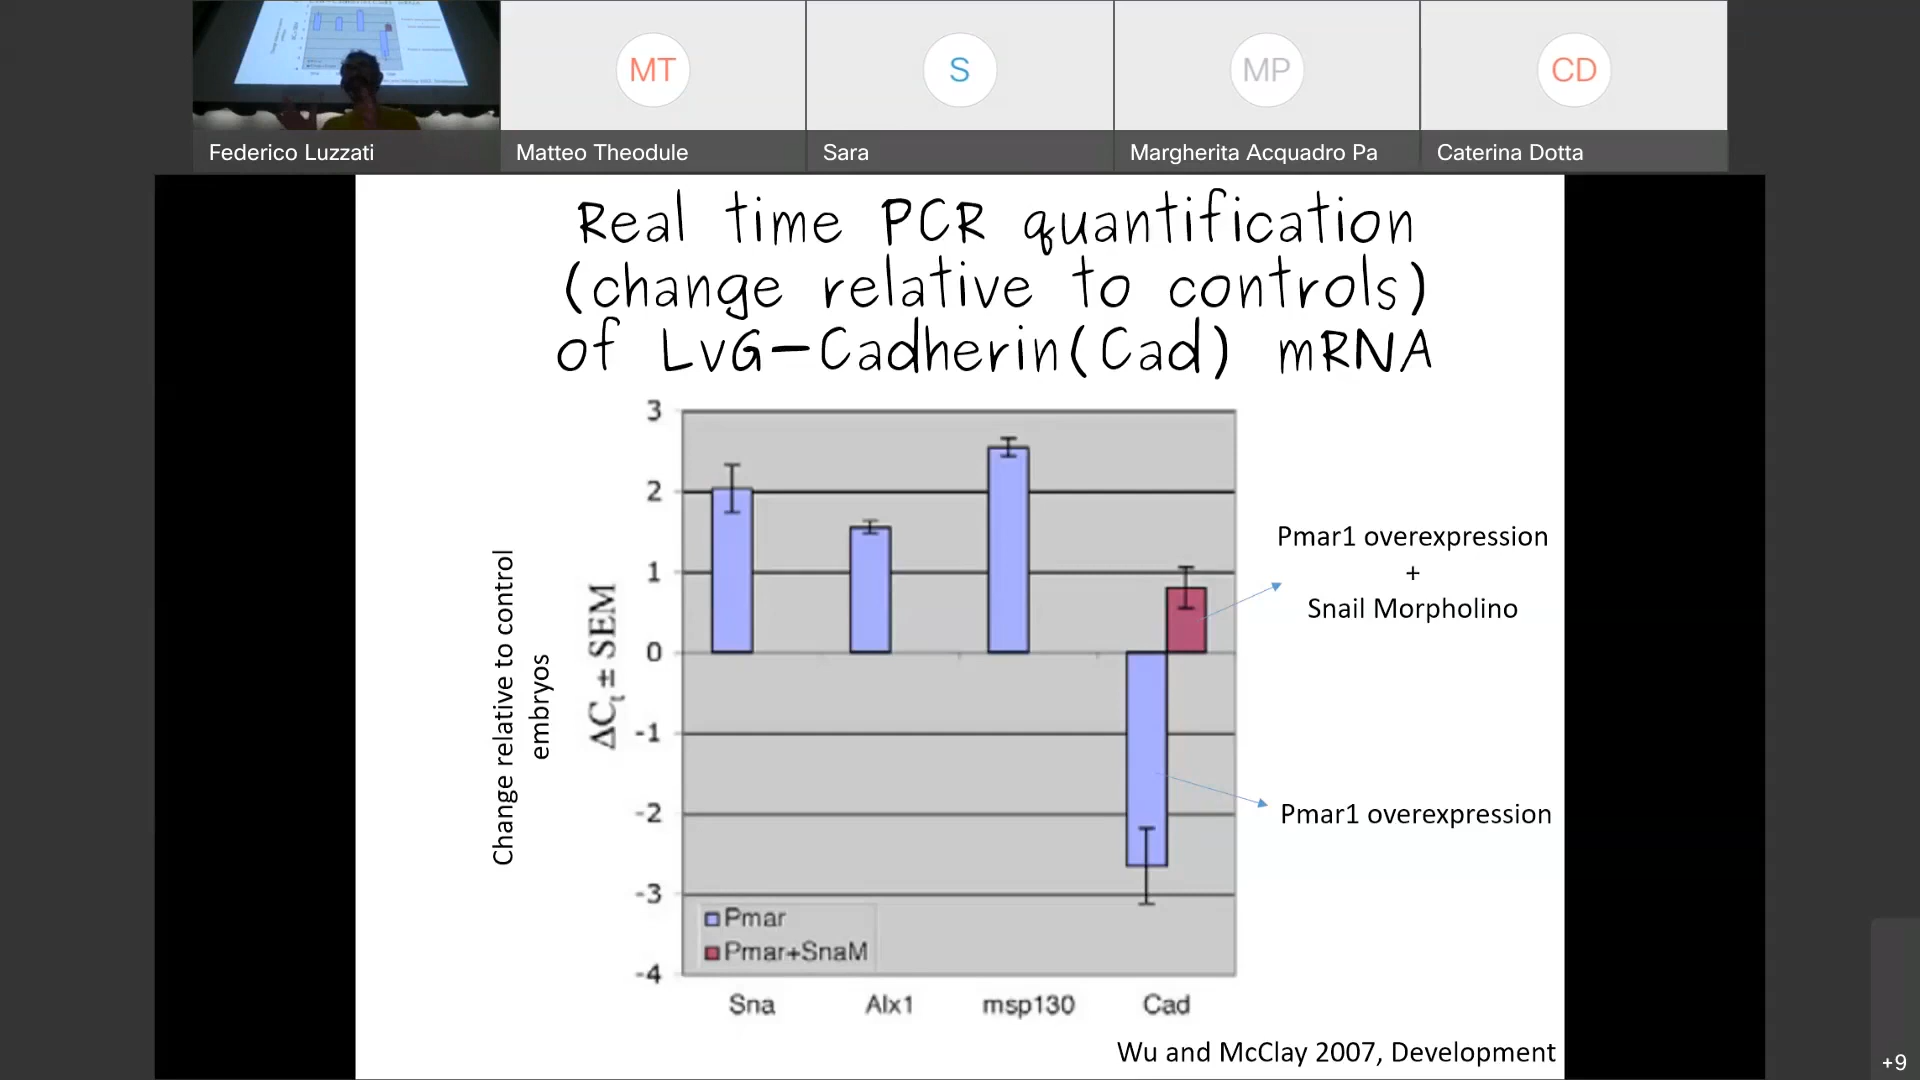 MT
S
MP
CD
Federico Luzzati
Matteo Theodule
Sara
Margherita Acquadro Pa
Caterina Dotta
Real time PCR quantification
(change relative to controls)
of LvG-Cadherin(Cad) mRNA
Change relative to control
embryos
ΔCt ± SEM
3
2
1
0
-1
-2
-3
-4
Pmar
Pmar+SnaM
Sna
Alx1
msp130
Cad
Pmar1 overexpression
+
Snail Morpholino
Pmar1 overexpression
Wu and McClay 2007, Development
+9